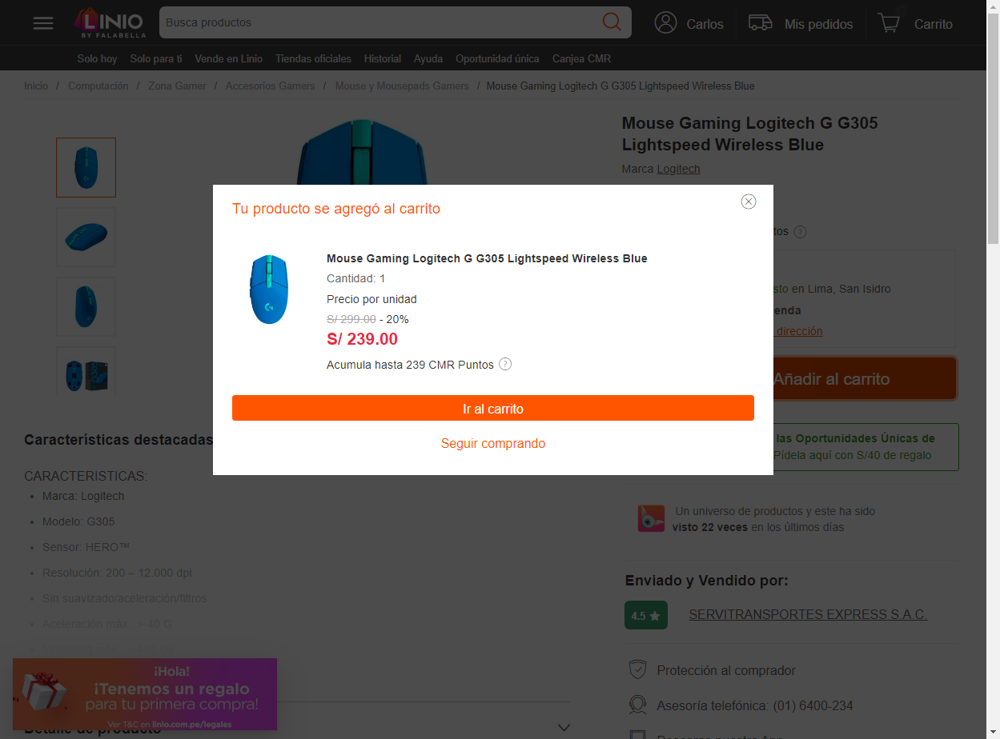 LINIO
BY FALABELLA
Busca productos
Carlos
Mis pedidos
Carrito
Solo hoy
Solo para ti
Vende en Linio
Tiendas oficiales
Historial
Ayuda
Oportunidad única
Canjea CMR
Inicio / Computación / Zona Gamer / Accesorios Gamers / Mouse y Mousepads Gamers / Mouse Gaming Logitech G G305 Lightspeed Wireless Blue
Mouse Gaming Logitech G G305
Lightspeed Wireless Blue
Marca Logitech
Tu producto se agregó al carrito
Mouse Gaming Logitech G G305 Lightspeed Wireless Blue
Cantidad: 1
Precio por unidad
S/ 299.00 - 20%
S/ 239.00
Acumula hasta 239 CMR Puntos ?
Ir al carrito
Seguir comprando
tos ?
sto en Lima, San Isidro
enda
dirección
Añadir al carrito
las Oportunidades Únicas de
Pídela aquí con S/40 de regalo
Un universo de productos y este ha sido
visto 22 veces en los últimos días
Enviado y Vendido por:
4.5 ★
SERVITRANSPORTES EXPRESS S.A.C.
Protección al comprador
Asesoría telefónica: (01) 6400-234
Características destacadas
CARACTERISTICAS:
• Marca: Logitech
• Modelo: G305
• Sensor: HERO™
• Resolución: 200 – 12.000 dpi
• Sin suavizado/aceleración/filtros
• Aceleración máx.: > 40 G
¡Hola!
¡Tenemos un regalo
para tu primera compra!
Ver T&C en linio.com.pe/legales
Detalle de producto